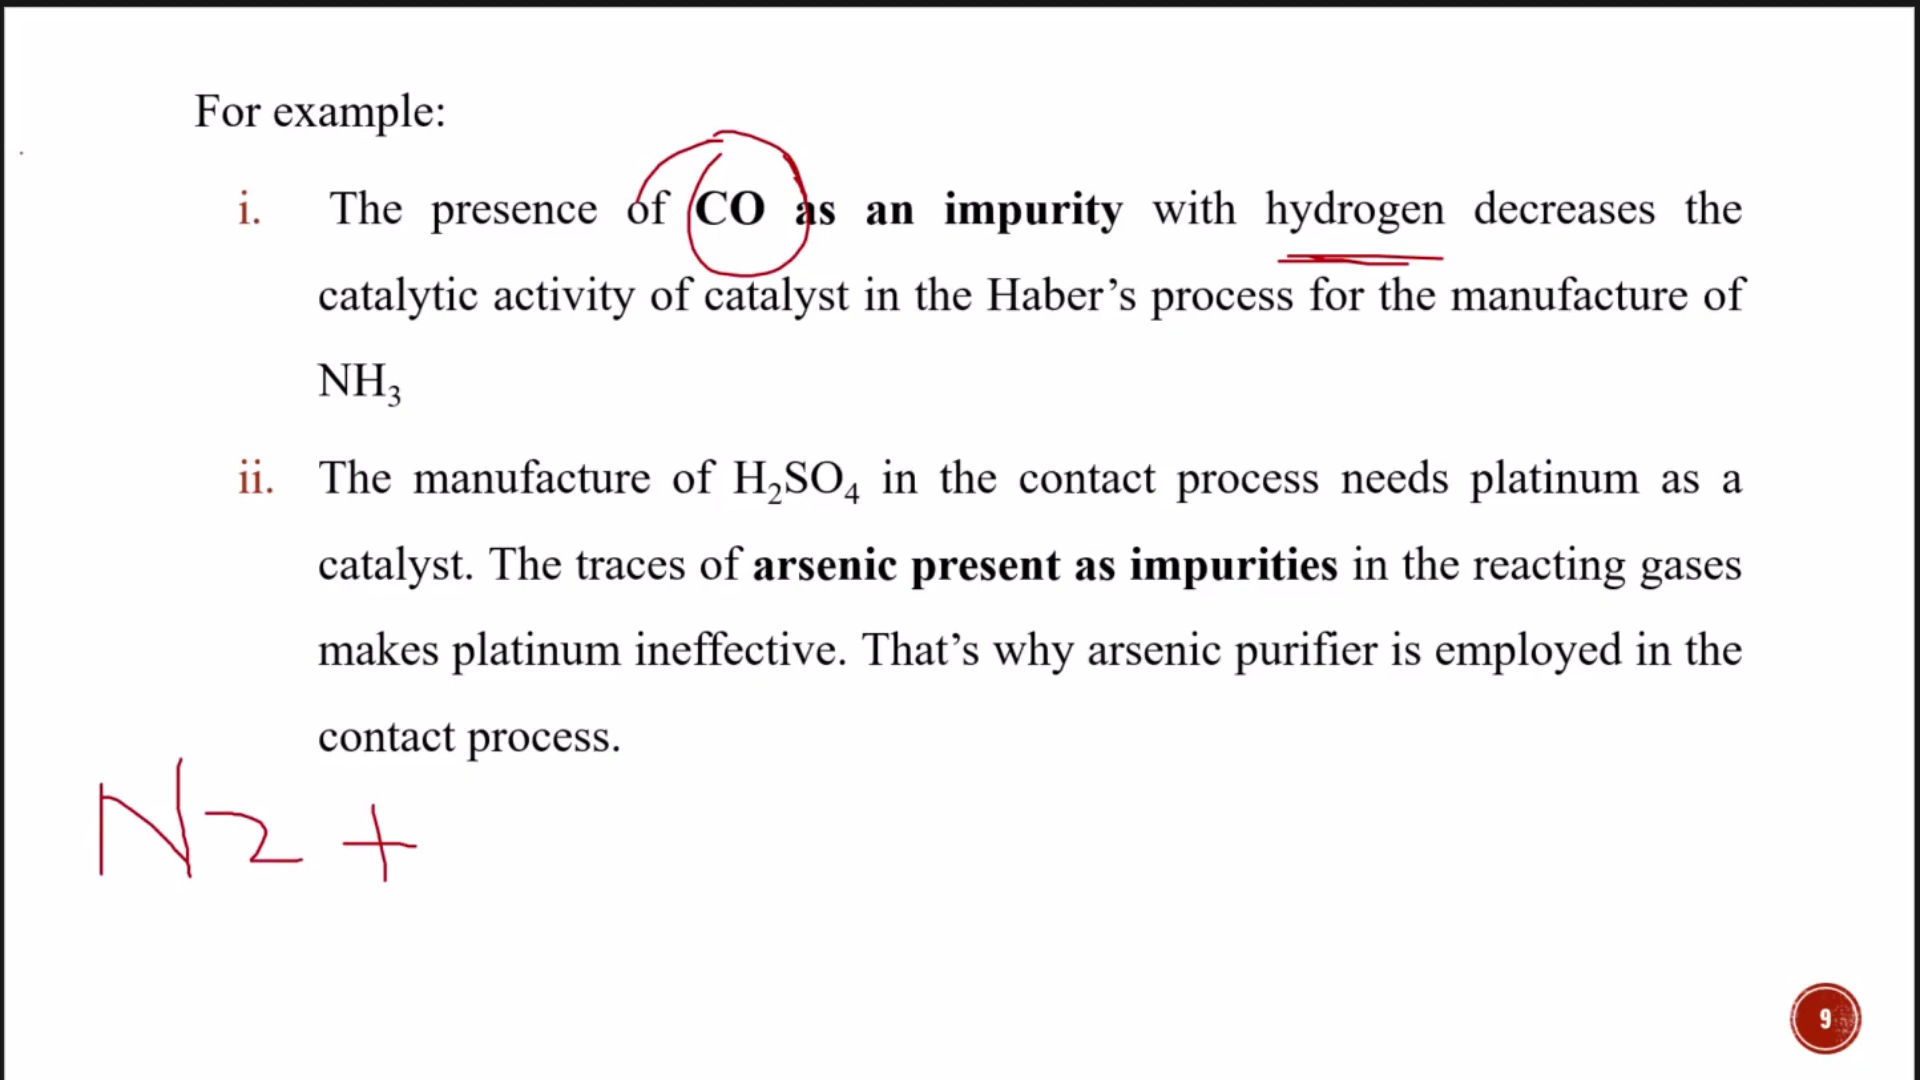 For example:
i. The presence of CO as an impurity with hydrogen decreases the
catalytic activity of catalyst in the Haber’s process for the manufacture of
NH₃
ii. The manufacture of H₂SO₄ in the contact process needs platinum as a
catalyst. The traces of arsenic present as impurities in the reacting gases
makes platinum ineffective. That’s why arsenic purifier is employed in the
contact process.
N2 +
9